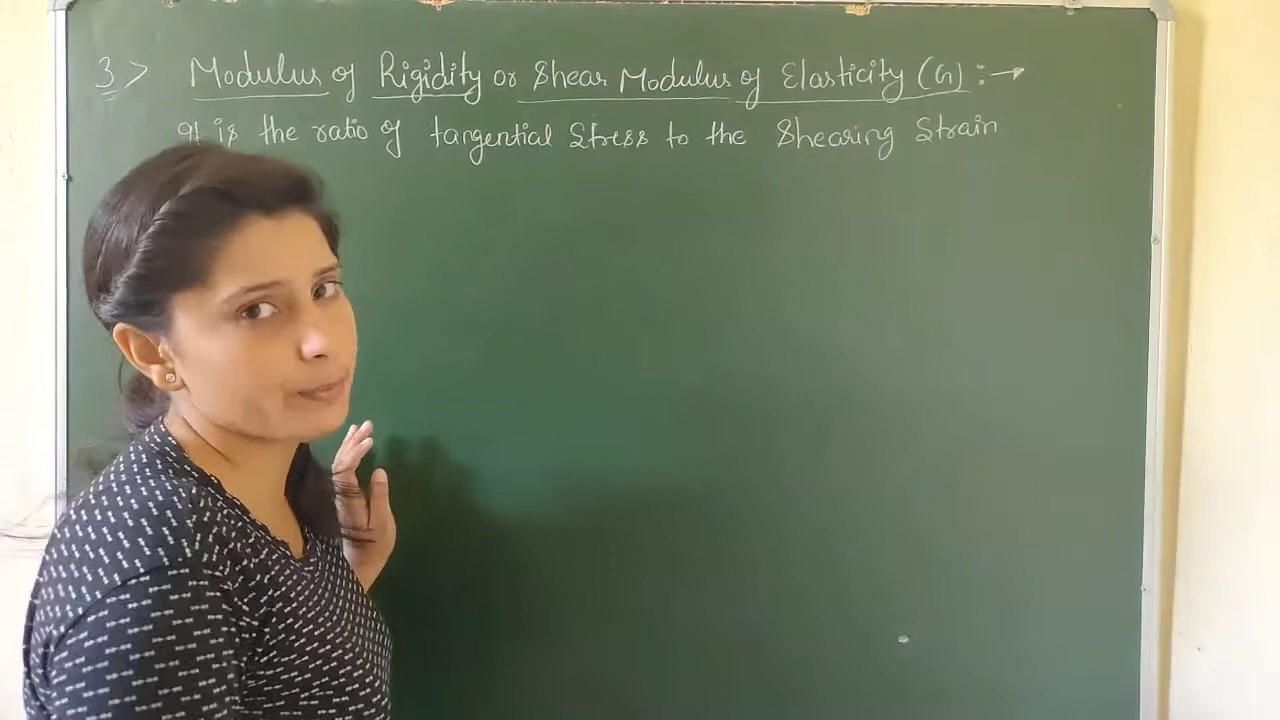 3> Modulus of Rigidity or Shear Modulus of Elasticity (G) :→
It is the ratio of tangential Stress to the Shearing Strain